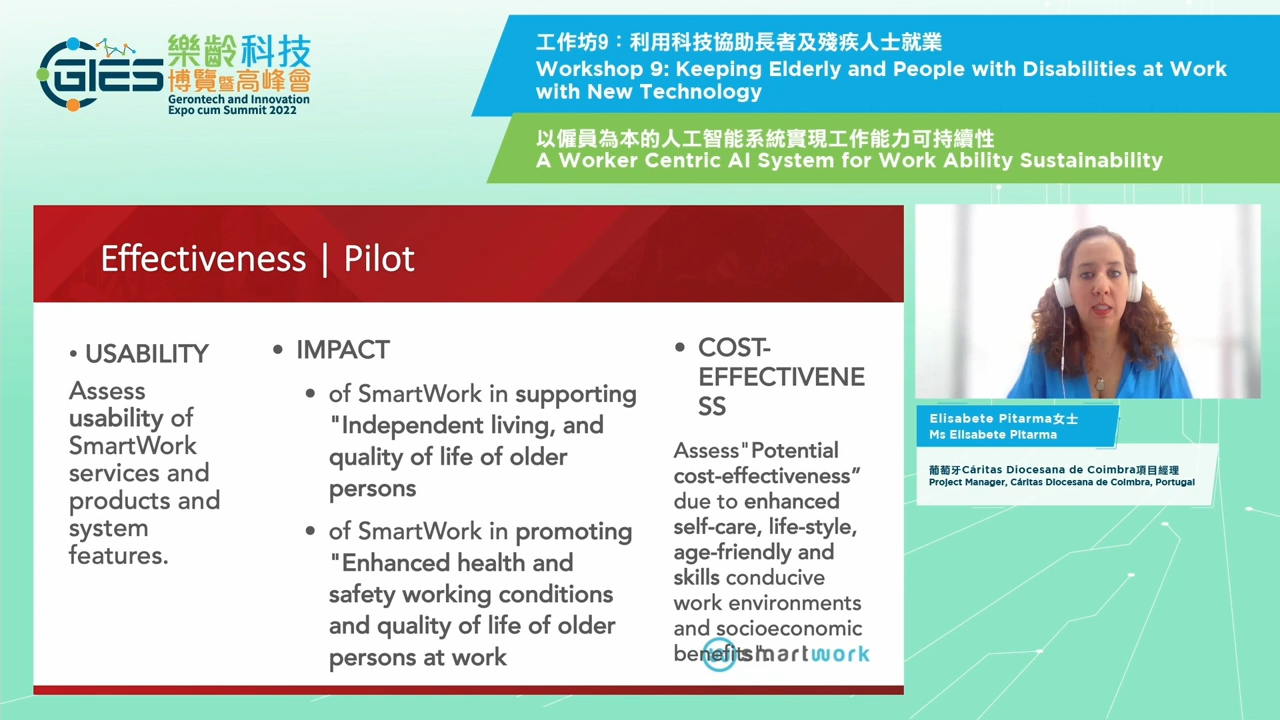 GIES
樂齡科技
博覽暨高峰會
Gerontech and Innovation
Expo cum Summit 2022
工作坊9：利用科技協助長者及殘疾人士就業
Workshop 9: Keeping Elderly and People with Disabilities at Work
with New Technology
以僱員為本的人工智能系統實現工作能力可持續性
A Worker Centric AI System for Work Ability Sustainability
Effectiveness | Pilot
• USABILITY
Assess
usability of
SmartWork
services and
products and
system
features.
• IMPACT
• of SmartWork in supporting
"Independent living, and
quality of life of older
persons
• of SmartWork in promoting
"Enhanced health and
safety working conditions
and quality of life of older
persons at work
• COST-
EFFECTIVENE
SS
Assess"Potential
cost-effectiveness”
due to enhanced
self-care, life-style,
age-friendly and
skills conducive
work environments
and socioeconomic
benefits".
smartwork
Elisabete Pitarma女士
Ms Elisabete Pitarma
葡萄牙Cáritas Diocesana de Coimbra項目經理
Project Manager, Cáritas Diocesana de Coimbra, Portugal